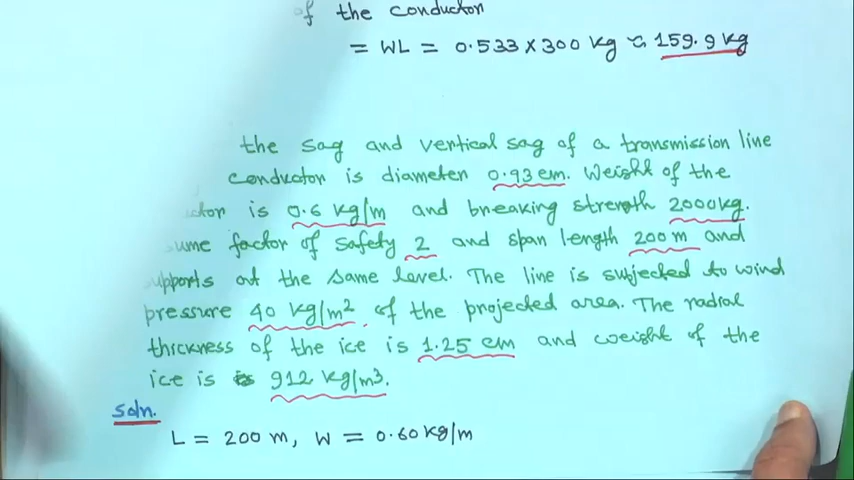 of the conductor
= WL = 0.533 x 300 kg ≈ 159.9 kg
the sag and vertical sag of a transmission line
conductor is diameter 0.93 cm. Weight of the
ctor is 0.6 kg/m and breaking strength 2000 kg.
ume factor of safety 2 and span length 200 m and
upports at the same level. The line is subjected to wind
pressure 40 kg/m². of the projected area. The radial
thickness of the ice is 1.25 cm and weight of the
ice is 912 kg/m³.
Soln.
L = 200 m, W = 0.60 kg/m